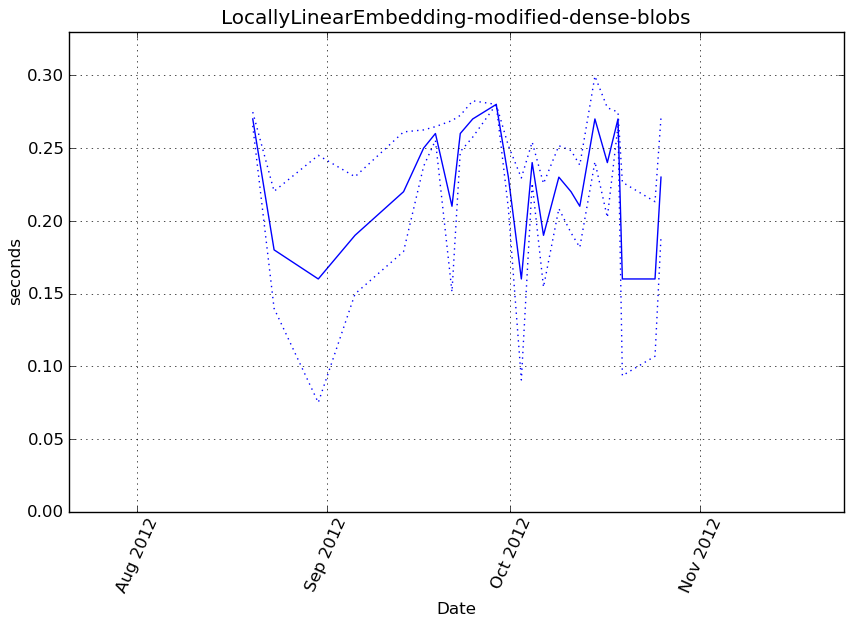 LocallyLinearEmbedding-modified-dense-blobs
0.30
0.25
0.20
0.15
0.10
0.05
0.00
seconds
Aug 2012
Sep 2012
Oct 2012
Nov 2012
Date